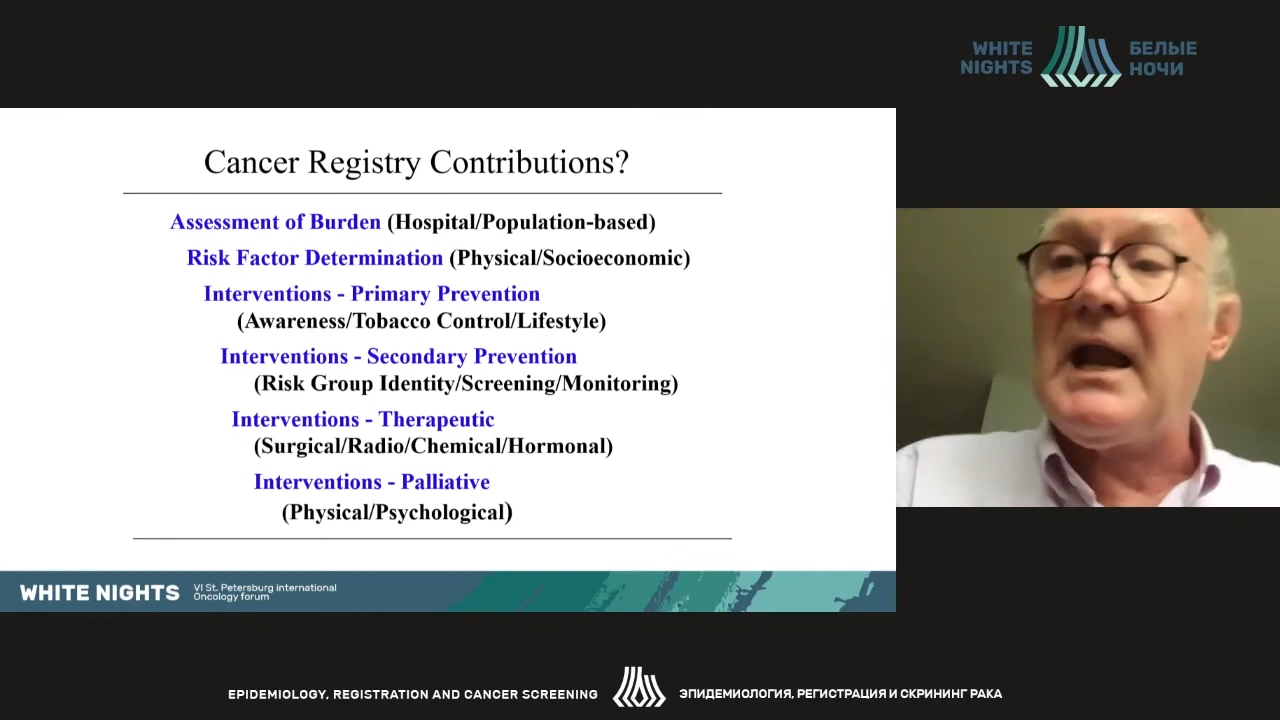 WHITE
NIGHTS
БЕЛЫЕ
НОЧИ
Cancer Registry Contributions?
Assessment of Burden (Hospital/Population-based)
Risk Factor Determination (Physical/Socioeconomic)
Interventions - Primary Prevention
(Awareness/Tobacco Control/Lifestyle)
Interventions - Secondary Prevention
(Risk Group Identity/Screening/Monitoring)
Interventions - Therapeutic
(Surgical/Radio/Chemical/Hormonal)
Interventions - Palliative
(Physical/Psychological)
WHITE NIGHTS
VI St. Petersburg international
Oncology forum
EPIDEMIOLOGY, REGISTRATION AND CANCER SCREENING
ЭПИДЕМИОЛОГИЯ, РЕГИСТРАЦИЯ И СКРИНИНГ РАКА